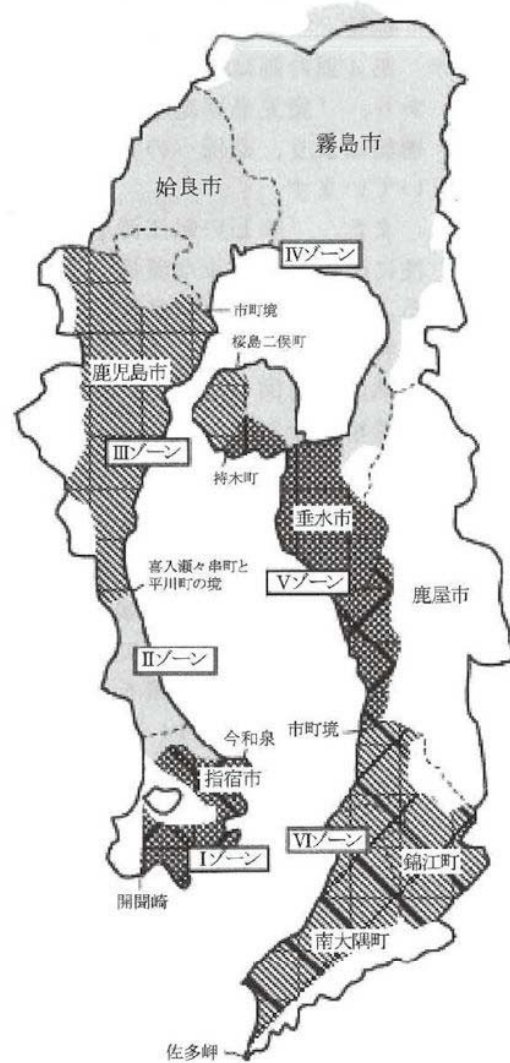 霧島市
姶良市
IVゾーン
市町境
桜島二俣町
鹿児島市
IIIゾーン
持木町
垂水市
喜入瀬々串町と
平川町の境
Vゾーン
鹿屋市
IIゾーン
今和泉
市町境
指宿市
Iゾーン
VIゾーン
錦江町
開聞崎
南大隅町
佐多岬